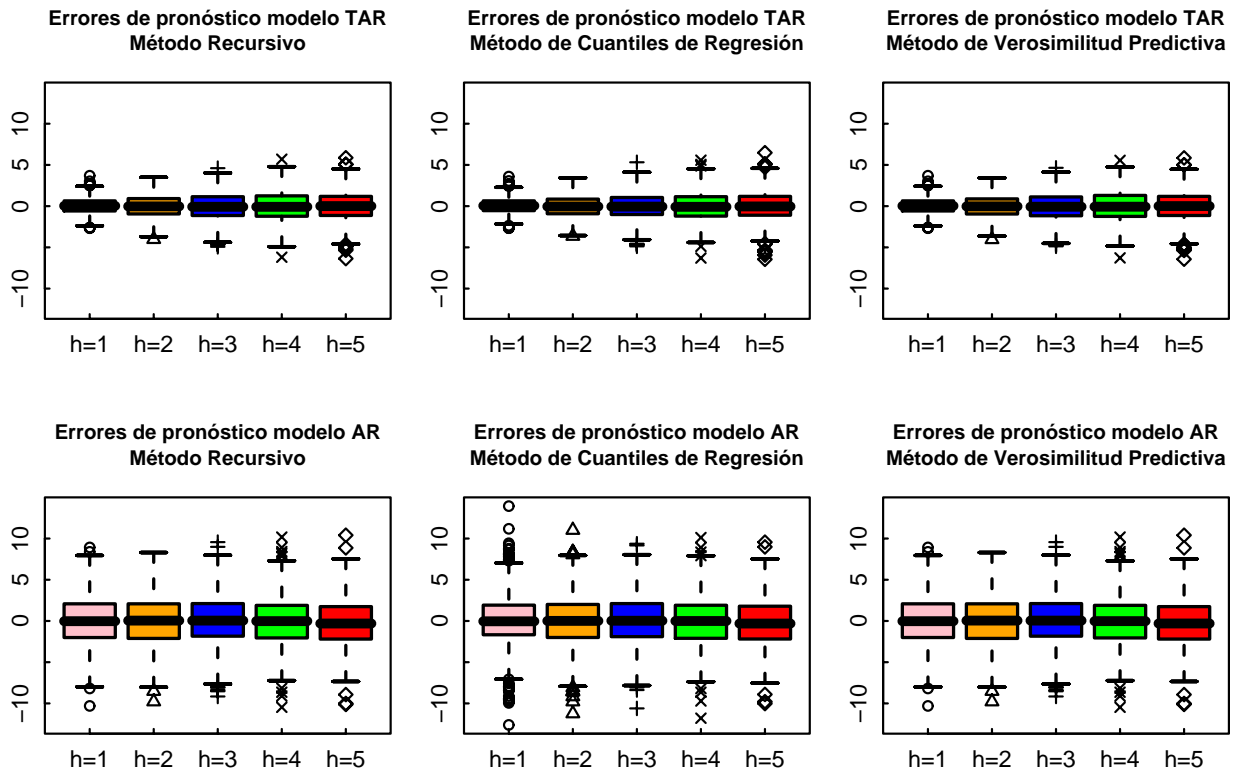 Errores de pronóstico modelo TAR
Método Recursivo
Errores de pronóstico modelo TAR
Método de Cuantiles de Regresión
Errores de pronóstico modelo TAR
Método de Verosimilitud Predictiva
10
5
0
−10
h=1 h=2 h=3 h=4 h=5
10
5
0
−10
h=1 h=2 h=3 h=4 h=5
10
5
0
−10
h=1 h=2 h=3 h=4 h=5
Errores de pronóstico modelo AR
Método Recursivo
Errores de pronóstico modelo AR
Método de Cuantiles de Regresión
Errores de pronóstico modelo AR
Método de Verosimilitud Predictiva
10
5
0
−10
h=1 h=2 h=3 h=4 h=5
10
5
0
−10
h=1 h=2 h=3 h=4 h=5
10
5
0
−10
h=1 h=2 h=3 h=4 h=5